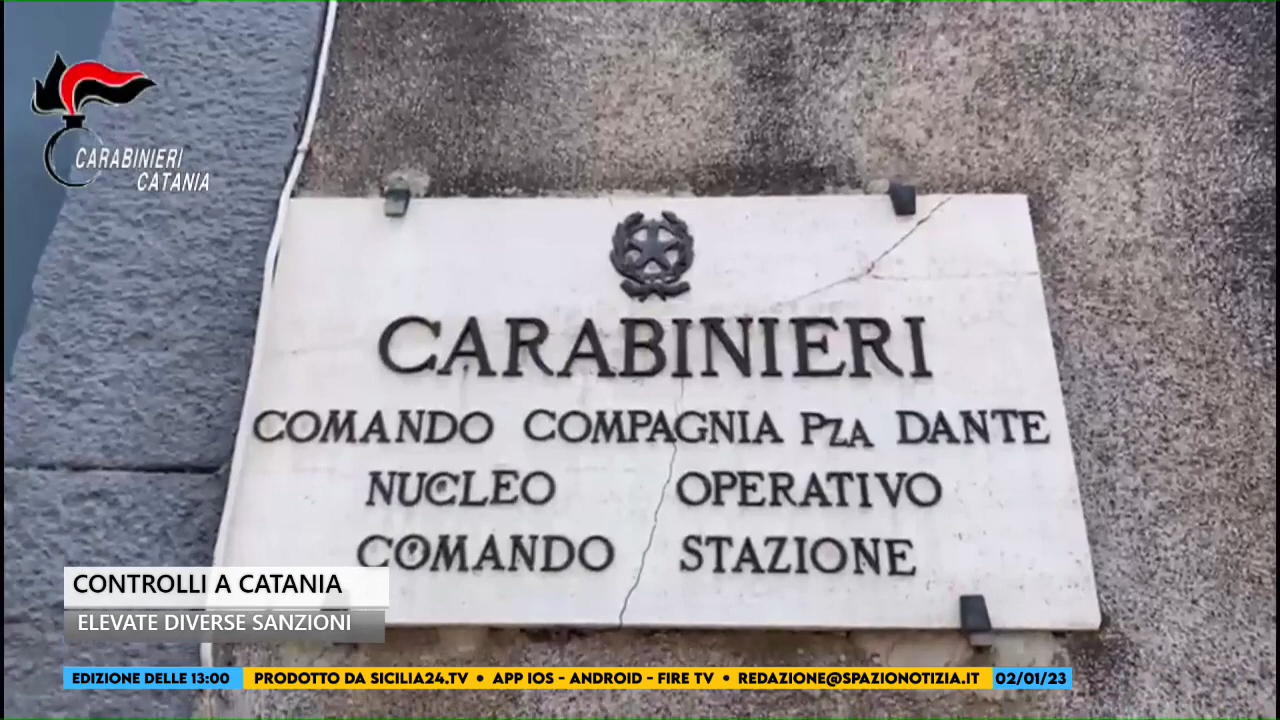 CARABINIERI
CATANIA
CARABINIERI
COMANDO COMPAGNIA PZA DANTE
NUCLEO OPERATIVO
COMANDO STAZIONE
CONTROLLI A CATANIA
ELEVATE DIVERSE SANZIONI
EDIZIONE DELLE 13:00 PRODOTTO DA SICILIA24.TV • APP IOS - ANDROID - FIRE TV • REDAZIONE@SPAZIONOTIZIA.IT 02/01/23